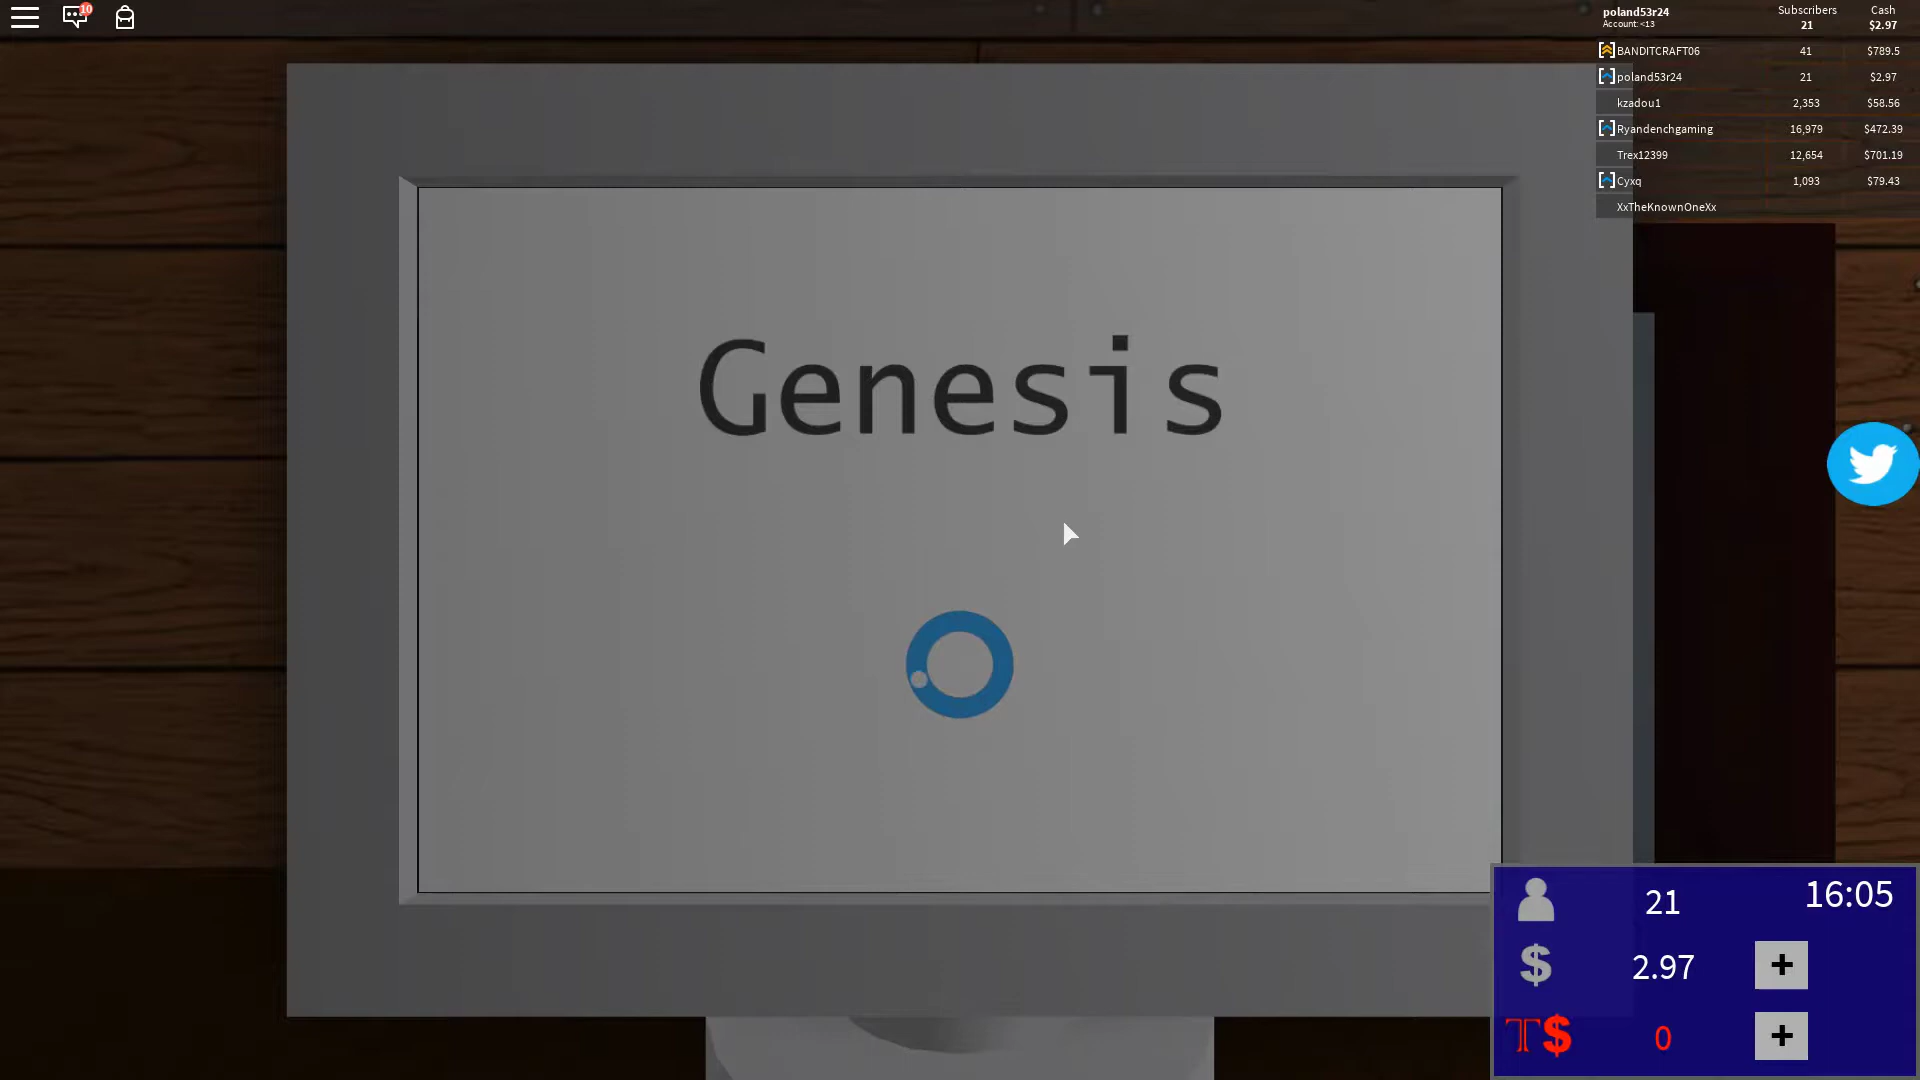 10
poland53r24 Subscribers Cash
Account: <13 21 $2.97
BANDITCRAFT06 41 $789.5
poland53r24 21 $2.97
kzadou1 2,353 $58.56
Ryandenchgaming 16,979 $472.39
Trex12399 12,654 $701.19
Cyxq 1,093 $79.43
XxTheKnownOneXx
Genesis
21 16:05
$ 2.97 +
T$ 0 +